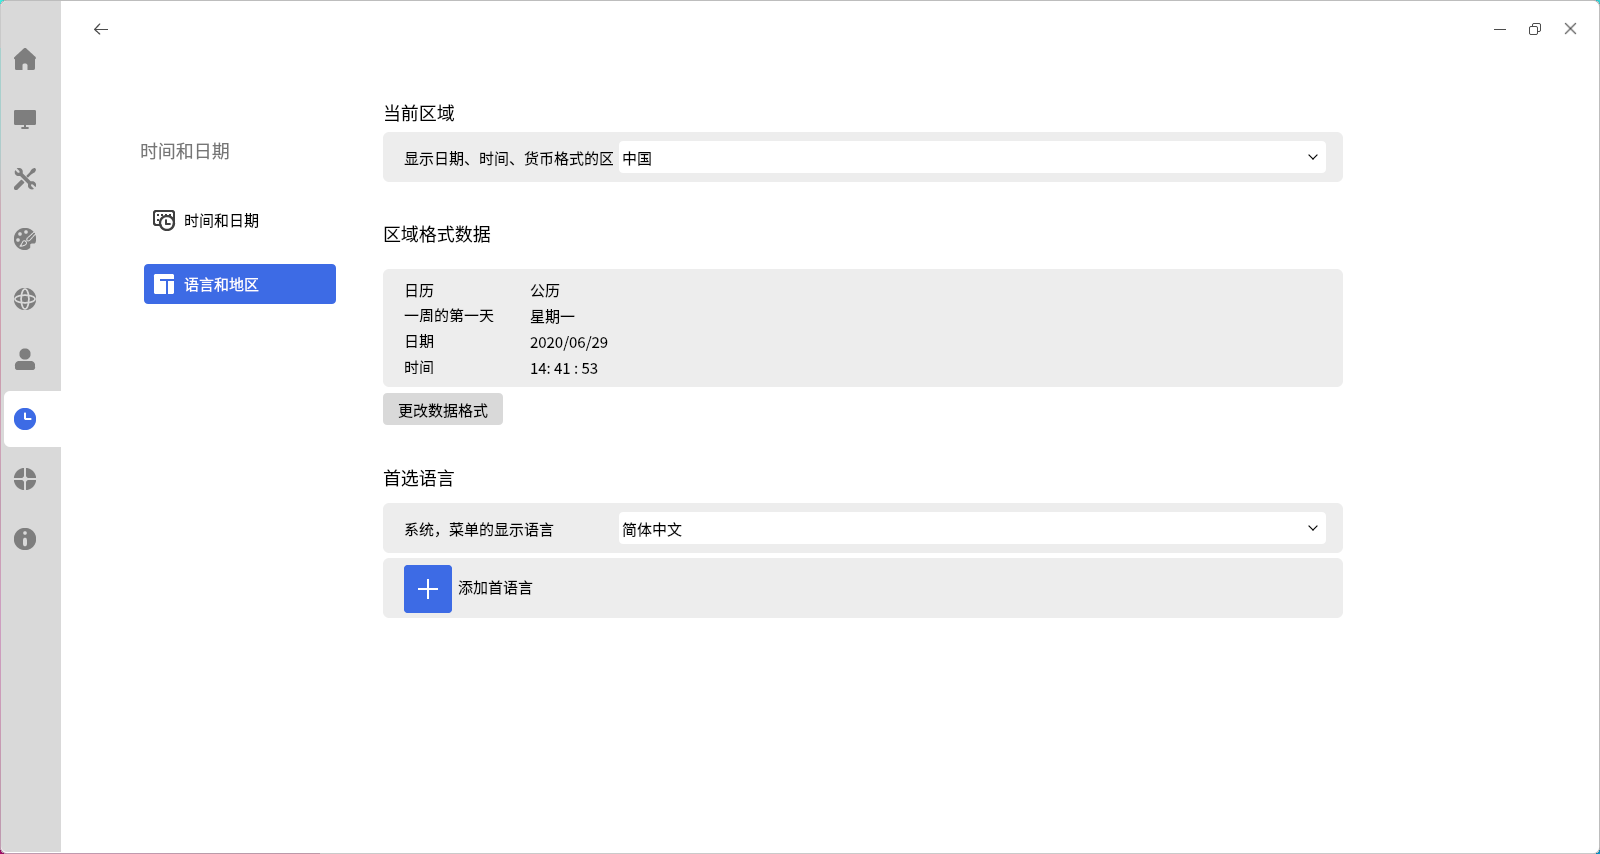 时间和日期
时间和日期
语言和地区
当前区域
显示日期、时间、货币格式的区 中国
区域格式数据
日历 公历
一周的第一天 星期一
日期 2020/06/29
时间 14: 41 : 53
更改数据格式
首选语言
系统，菜单的显示语言 简体中文
添加首语言